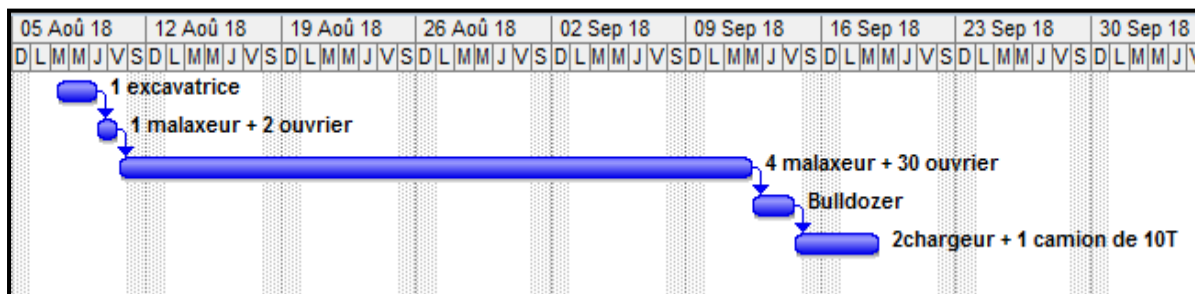 05 Aoû 18 12 Aoû 18 19 Aoû 18 26 Aoû 18 02 Sep 18 09 Sep 18 16 Sep 18 23 Sep 18 30 Sep 18
D L M M J V S D L M M J V S D L M M J V S D L M M J V S D L M M J V S D L M M J V S D L M M J V S D L M M J V S D L M M J V
1 excavatrice
1 malaxeur + 2 ouvrier
4 malaxeur + 30 ouvrier
Bulldozer
2chargeur + 1 camion de 10T